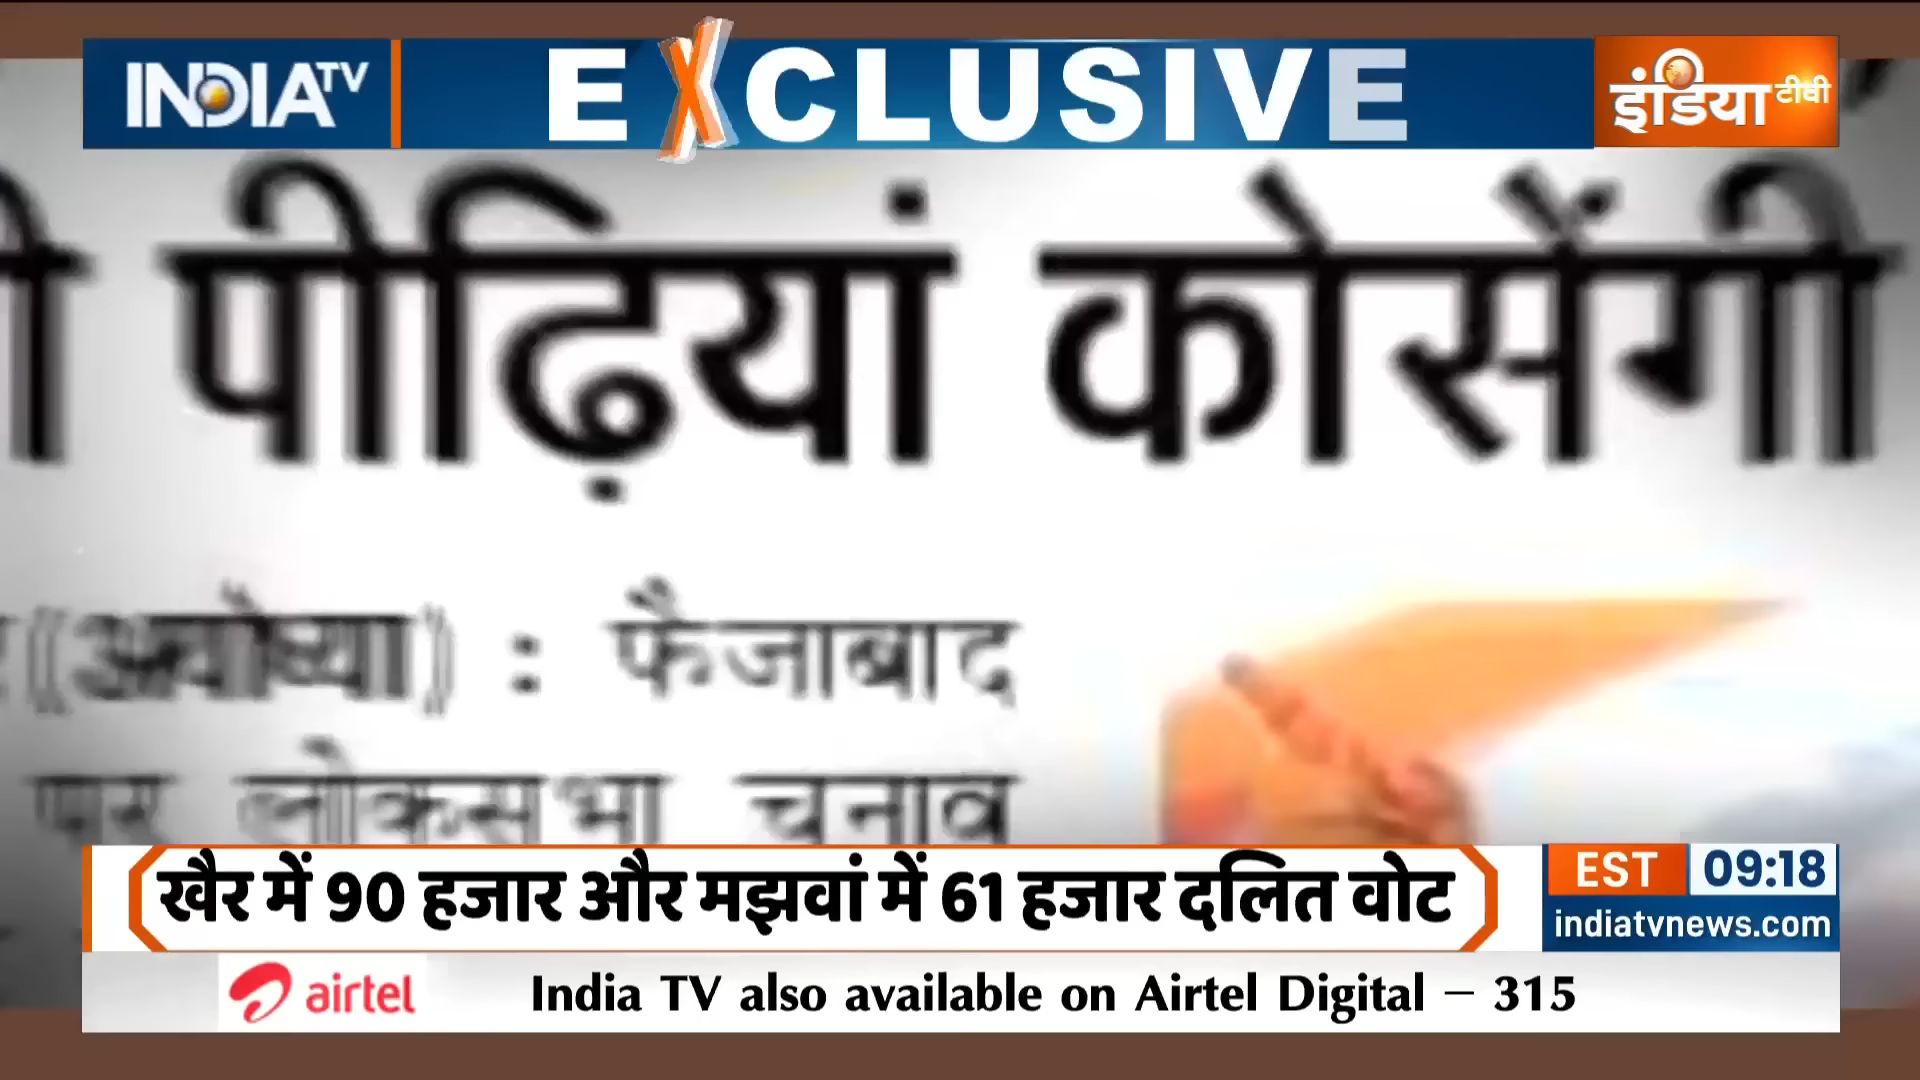 INDIA TV
EXCLUSIVE
इंडिया टीवी
पीढ़ियां कोसेंगी
(अयोध्या) : फैजाबाद
पर लोकसभा चुनाव
खैर में 90 हजार और मझवां में 61 हजार दलित वोट
EST 09:18
indiatvnews.com
airtel India TV also available on Airtel Digital – 315